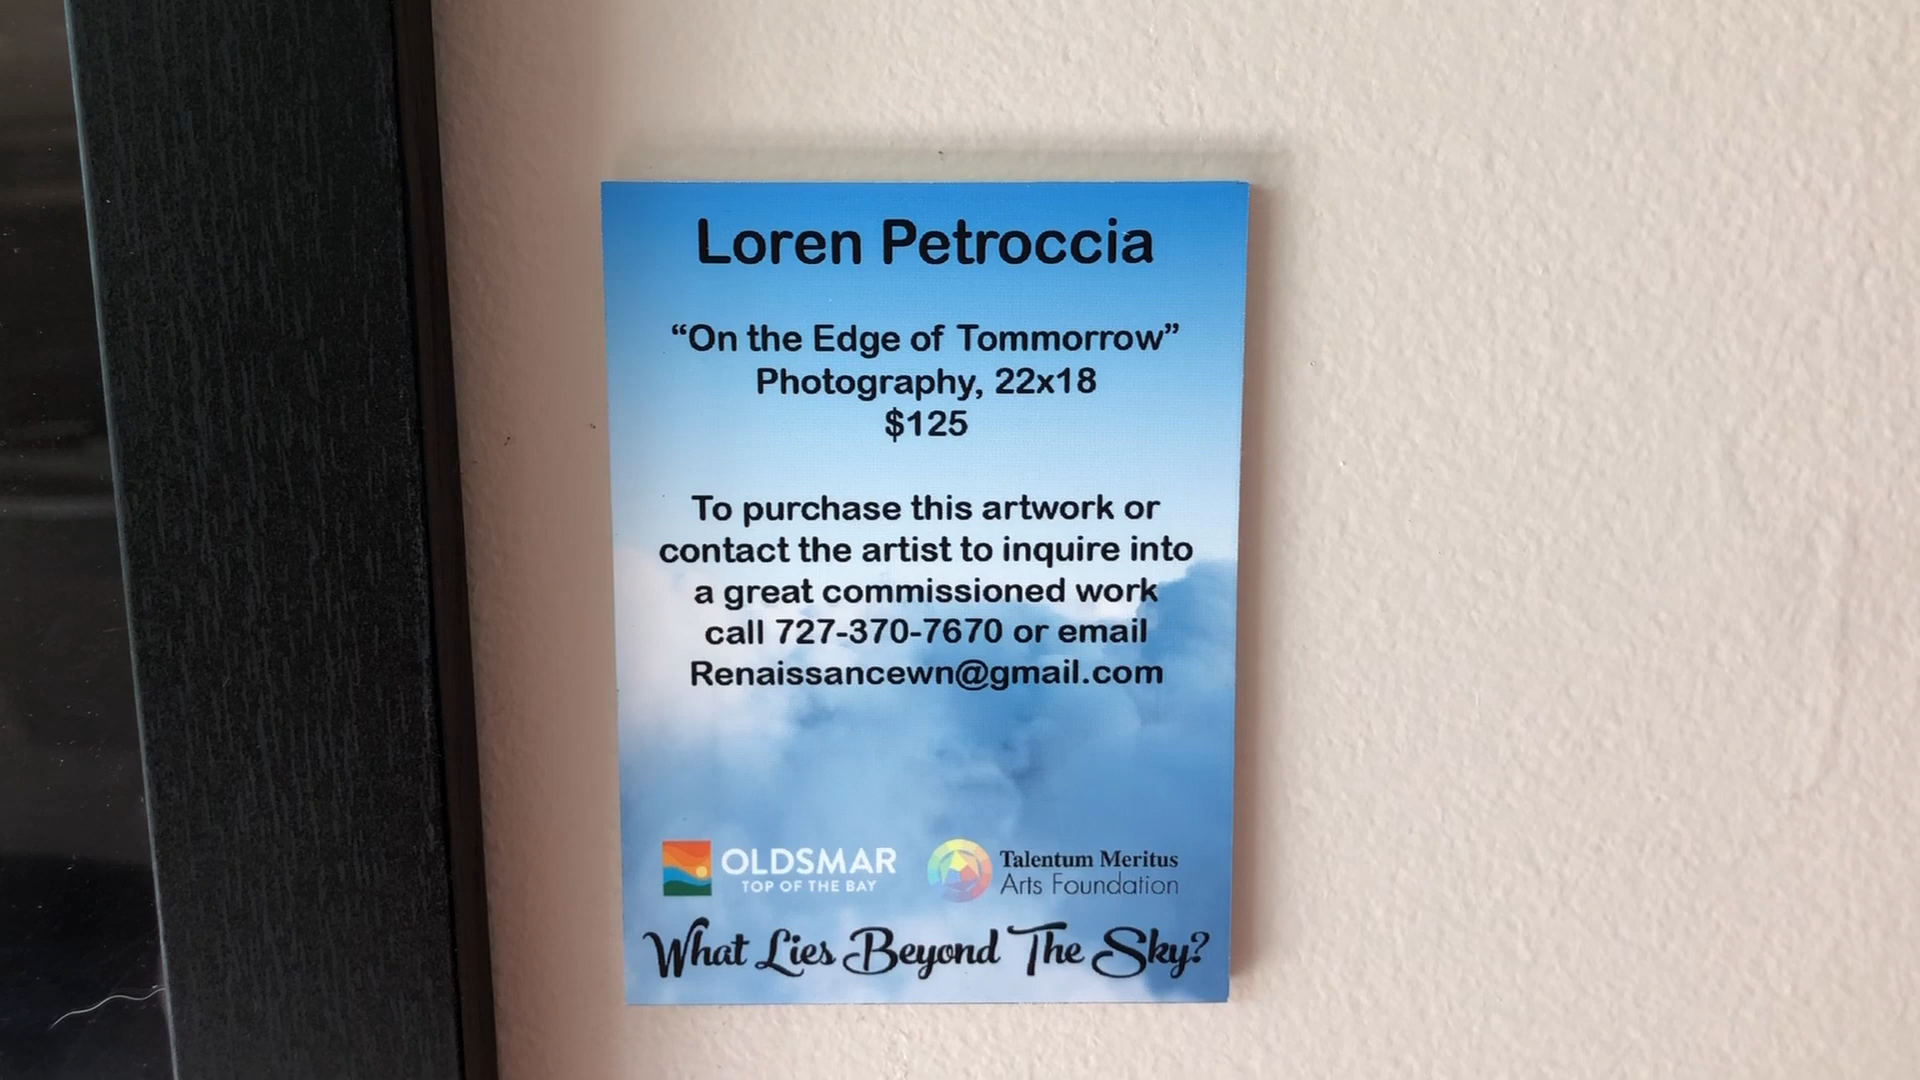 Loren Petroccia
“On the Edge of Tommorrow”
Photography, 22x18
$125
To purchase this artwork or
contact the artist to inquire into
a great commissioned work
call 727-370-7670 or email
Renaissancewn@gmail.com
OLDSMAR
TOP OF THE BAY
Talentum Meritus
Arts Foundation
What Lies Beyond The Sky?